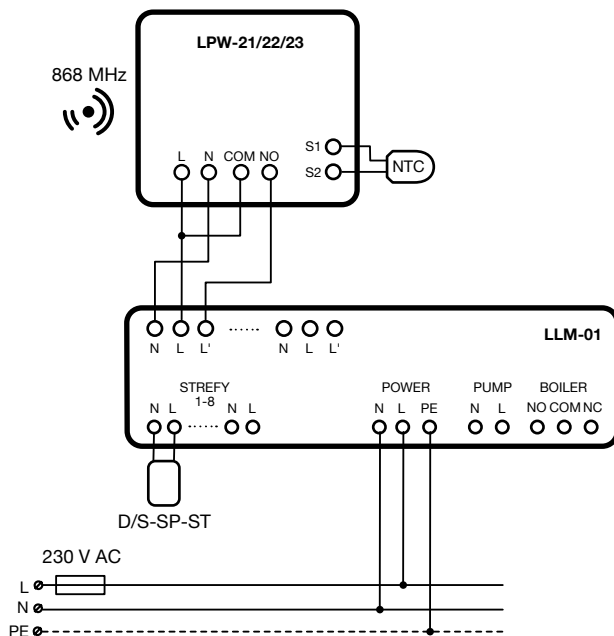 LPW-21/22/23
868 MHz
S1
L N COM NO
S2
NTC
LLM-01
N L L' ...... N L L'
STREFY
1-8
POWER PUMP BOILER
N L ...... N L
N L PE N L NO COM NC
D/S-SP-ST
230 V AC
L
N
PE